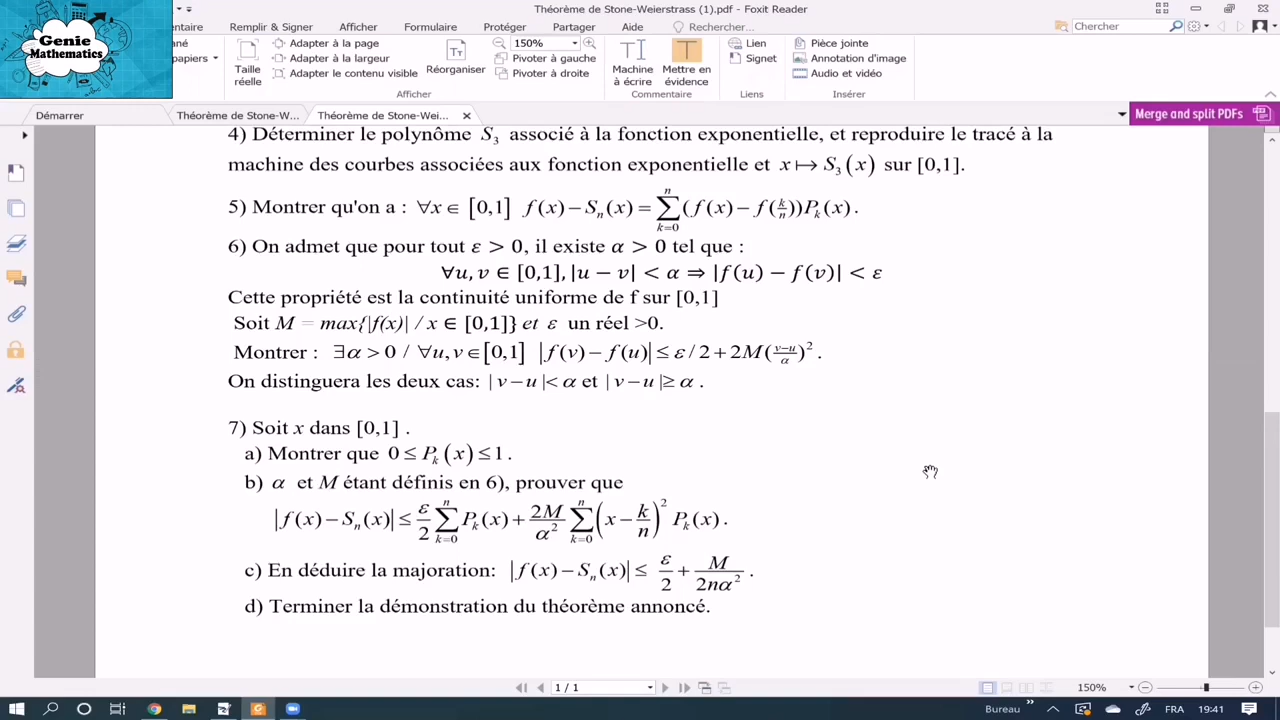 Théorème de Stone-Weierstrass (1).pdf - Foxit Reader
Genie
Mathematics
entaire Remplir & Signer Afficher Formulaire Protéger Partager Aide Rechercher... Chercher
ané
apiers
Adapter à la page
Adapter à la largeur
Adapter le contenu visible
Taille
réelle
Réorganiser
150%
Pivoter à gauche
Pivoter à droite
Machine
à écrire
Mettre en
évidence
Lien
Signet
Pièce jointe
Annotation d'image
Audio et vidéo
Afficher Commentaire Liens Insérer
Démarrer Théorème de Stone-W... Théorème de Stone-Wei... Merge and split PDFs
4) Déterminer le polynôme S₃ associé à la fonction exponentielle, et reproduire le tracé à la
machine des courbes associées aux fonction exponentielle et x ↦ S₃(x) sur [0,1].
5) Montrer qu'on a : ∀x ∈ [0,1] f(x) − Sₙ(x) = ∑_{k=0}^{n} (f(x) − f(k/n))Pₖ(x).
6) On admet que pour tout ε > 0, il existe α > 0 tel que :
∀u, v ∈ [0,1], |u − v| < α ⇒ |f(u) − f(v)| < ε
Cette propriété est la continuité uniforme de f sur [0,1]
Soit M = max{|f(x)| / x ∈ [0,1]} et ε un réel >0.
Montrer : ∃α > 0 / ∀u, v ∈ [0,1] |f(v) − f(u)| ≤ ε / 2 + 2M((v−u)/α)² .
On distinguera les deux cas: | v − u |< α et | v − u |≥ α .
7) Soit x dans [0,1] .
a) Montrer que 0 ≤ Pₖ(x) ≤ 1.
b) α et M étant définis en 6), prouver que
|f(x) − Sₙ(x)| ≤ ε/2 ∑_{k=0}^{n} Pₖ(x) + 2M/α² ∑_{k=0}^{n} (x − k/n)² Pₖ(x).
c) En déduire la majoration: |f(x) − Sₙ(x)| ≤ ε/2 + M/(2nα²) .
d) Terminer la démonstration du théorème annoncé.
1 / 1 150%
Bureau FRA 19:41